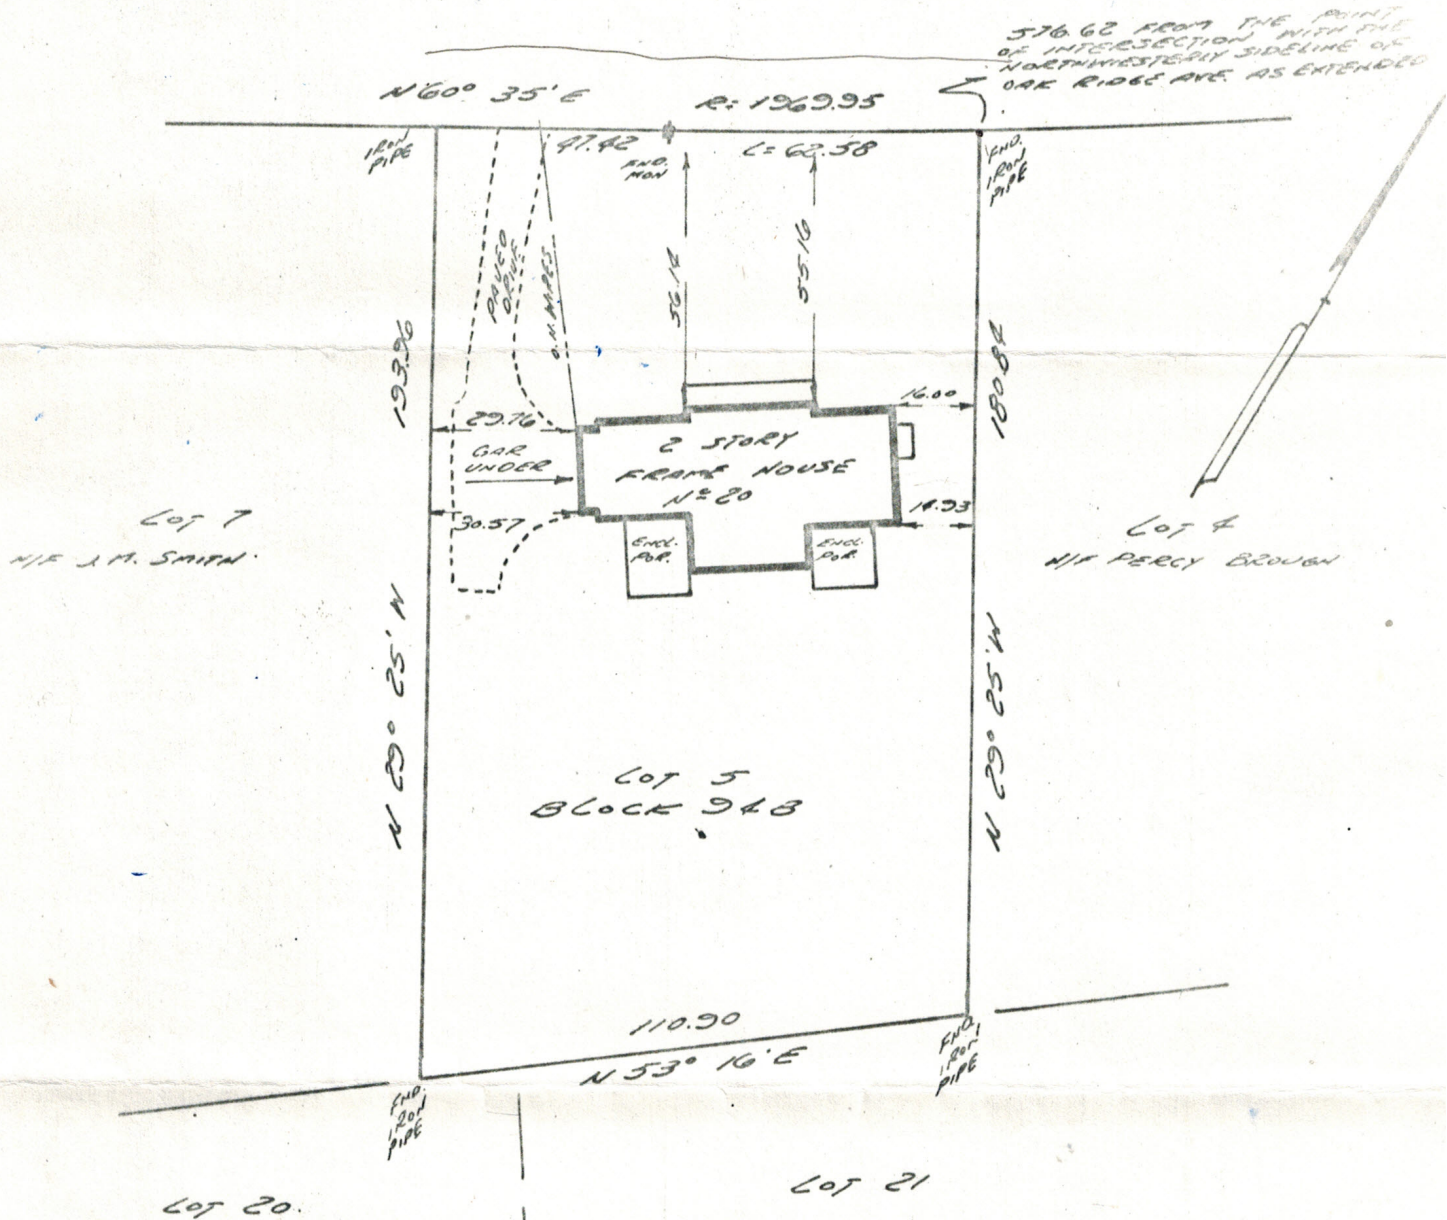 576.62 FROM THE POINT
OF INTERSECTION WITH THE
NORTHWESTERLY SIDELINE OF
OAK RIDGE AVE. AS EXTENDED
N 60° 35' E
R= 1969.95
IRON
PIPE
47.42
FND.
MON
L= 62.58
FND.
IRON
PIPE
PAVED
DRIVE
O.H. WIRES
56.14
55.16
193.96
180.84
29.76
16.00
GAR
UNDER
2 STORY
FRAME HOUSE
Nº 20
30.57
14.93
ENCL.
POR.
ENCL.
POR.
LOT 7
N/F J.M. SMITH.
LOT 4
N/F PERCY BROUGH
N 29° 25' W
N 29° 25' W
LOT 5
BLOCK 94B
110.90
N 53° 16' E
FND.
IRON
PIPE
FND.
IRON
PIPE
LOT 20.
LOT 21